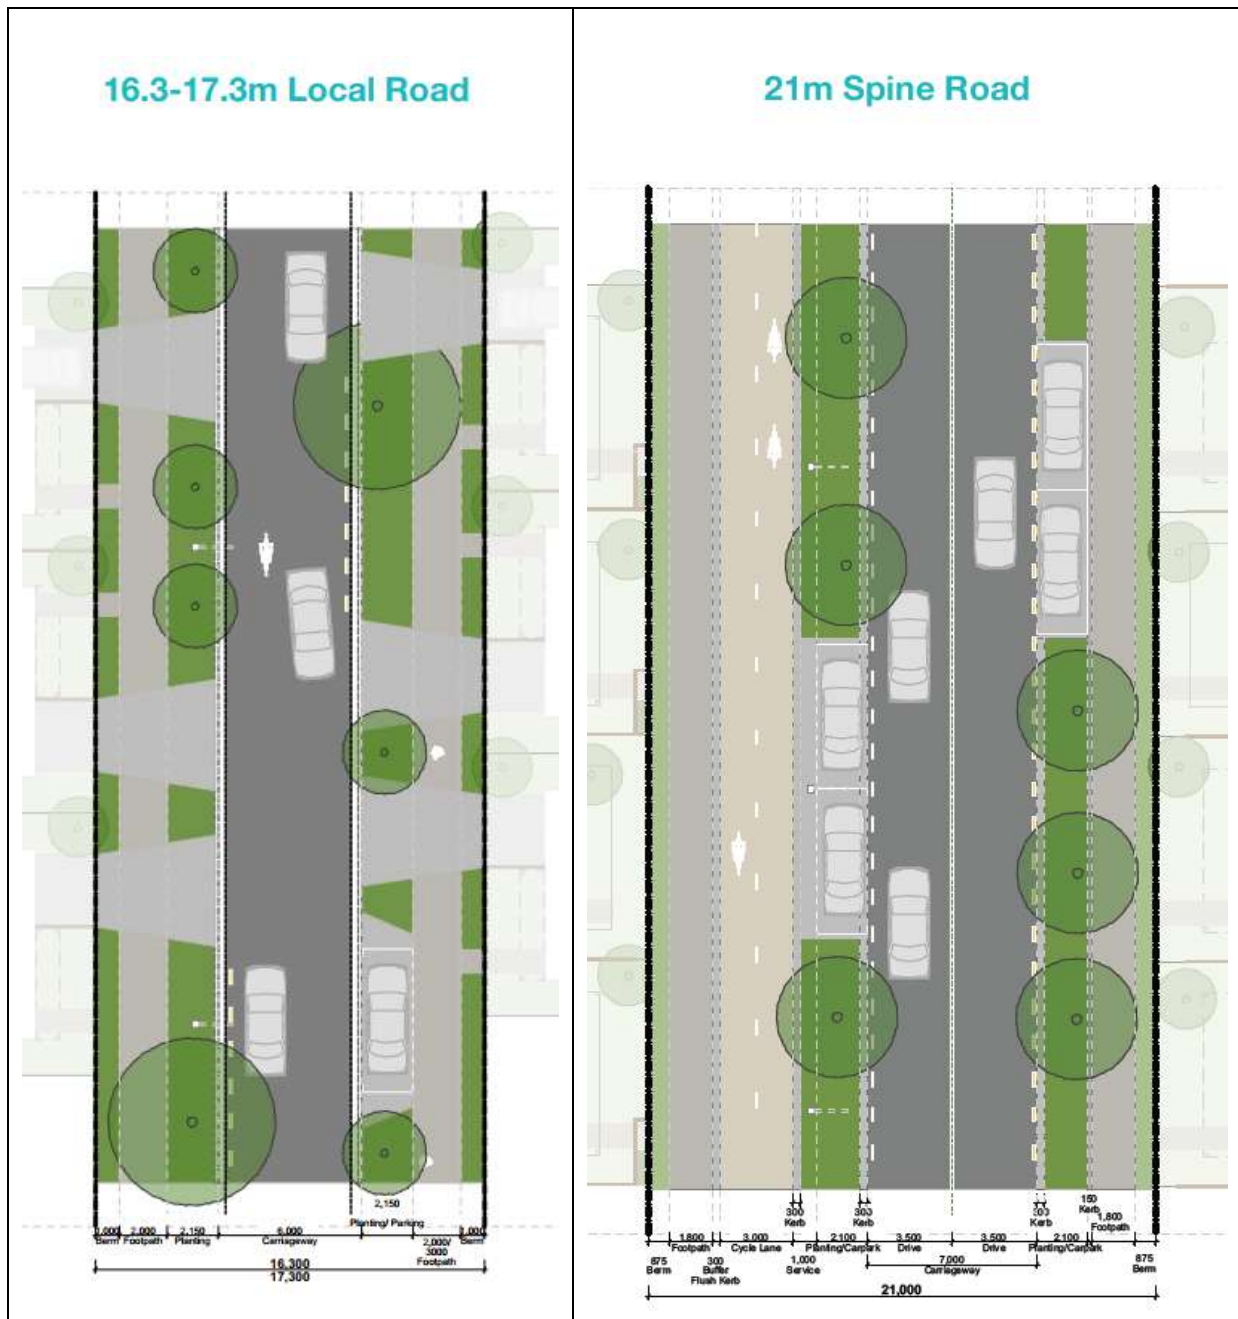 16.3-17.3m Local Road
2,150
Planting/ Parking
1,000 2,000 2,150 6,000 1,000
Berm Footpath Planting Carriageway Berm
2,000/
3000
Footpath
16,300
17,300
21m Spine Road
300 300 200 150
Kerb Kerb Kerb Kerb
1,800
Footpath
1,800 3,000 2,100 3,500 3,500 2,100
Footpath Cycle Lane Planting/Carpark Drive Drive Planting/Carpark
875 300 1,000 7,000 875
Berm Buffer Service Carriageway Berm
Flush Kerb
21,000